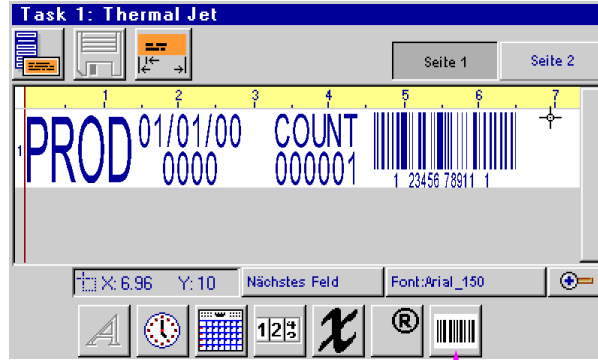 Task 1: Thermal Jet
Seite 1
Seite 2
1 2 3 4 5 6 7
1
PROD
01/01/00
0000
COUNT
000001
1 23456 78911 1
X: 6.96 Y: 10
Nächstes Feld
Font:Arial_150
A
123
x
®